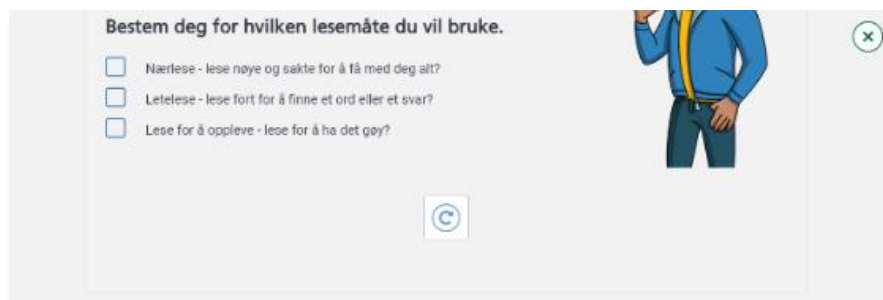 Bestem deg for hvilken lesemåte du vil bruke.
Nærlese - lese nøye og sakte for å få med deg alt?
Letelese - lese fort for å finne et ord eller et svar?
Lese for å oppleve - lese for å ha det gøy?